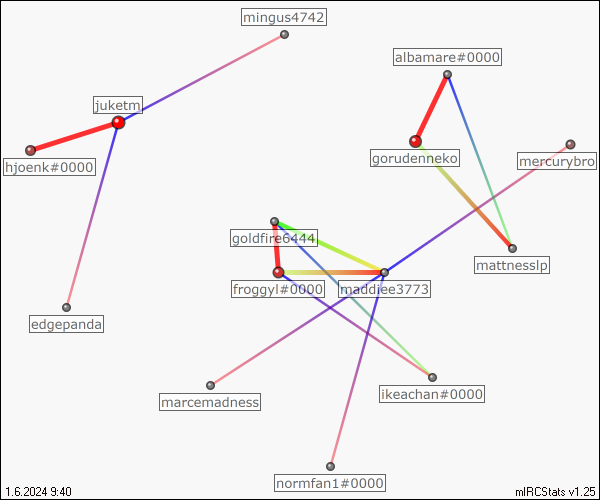 mingus4742
albamare#0000
juketm
gorudenneko
mercurybro
hjoenk#0000
goldfire6444
mattnesslp
froggyl#0000
maddjee3773
edgepanda
ikeachan#0000
marcemadness
normfan1#0000
1.6.2024 9:40
mIRCStats v1.25